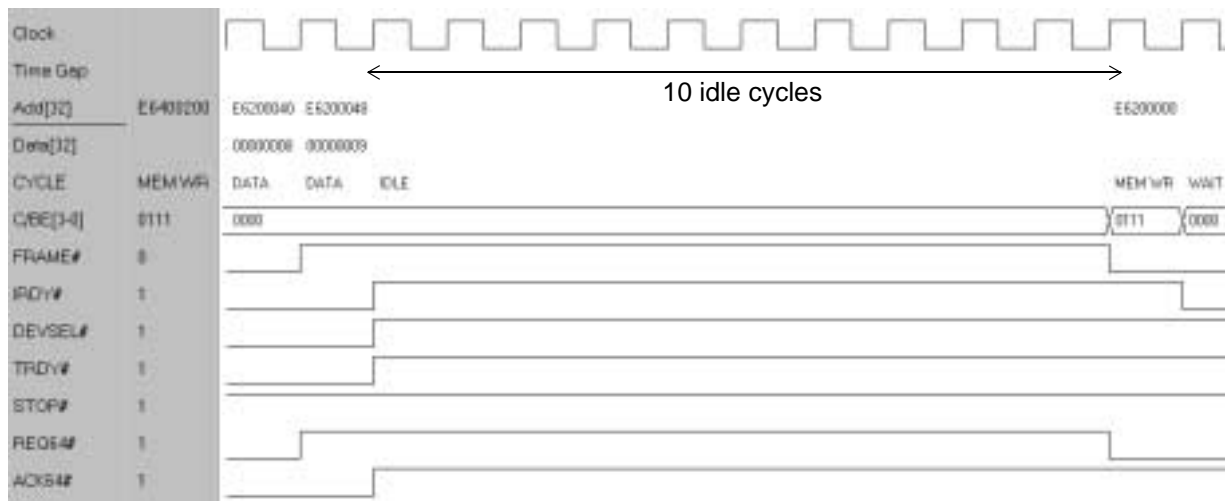 Clock
Time Gap
10 idle cycles
Add[32] E6400200 E6200040 E6200048 E6200000
Data[32] 00000008 00000009
CYCLE MEM WR DATA DATA IDLE MEM WR WAIT
C/BE[3-0] 0111 0000 0111 0000
FRAME# 0
IRDY# 1
DEVSEL# 1
TRDY# 1
STOP# 1
REQ64# 1
ACK64# 1